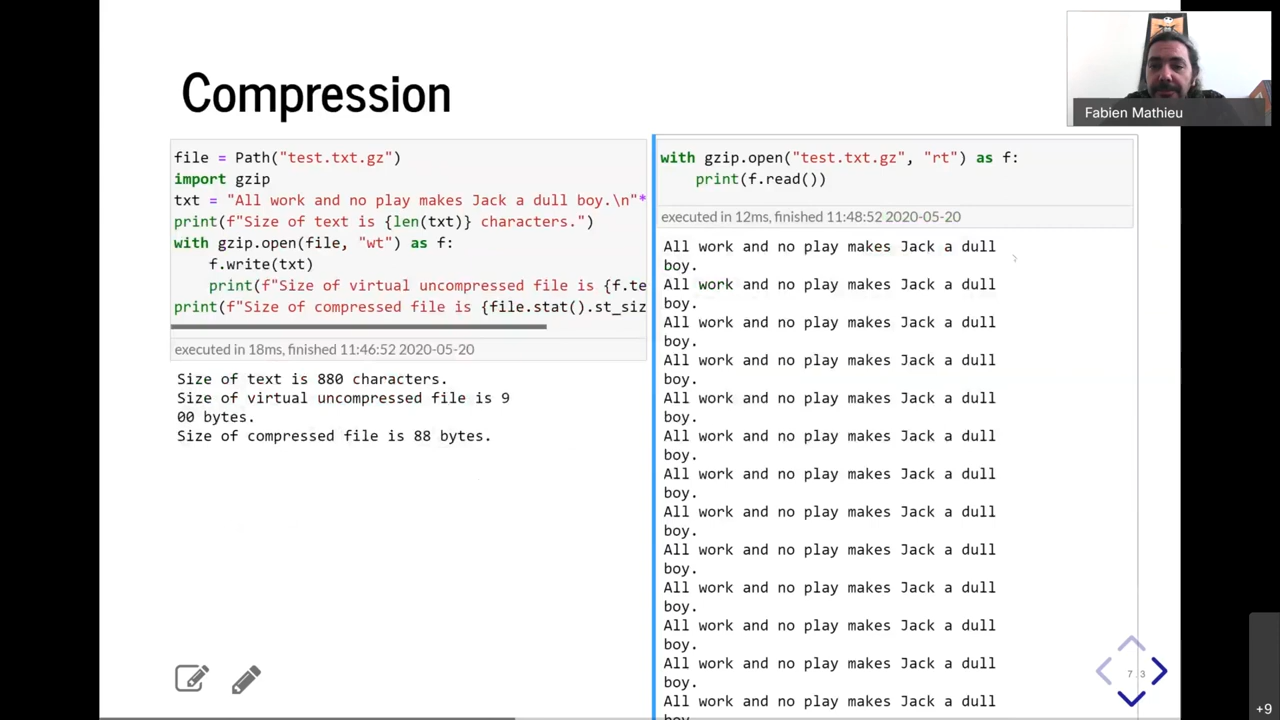 Fabien Mathieu
Compression
file = Path("test.txt.gz")
import gzip
txt = "All work and no play makes Jack a dull boy.\n"*
print(f"Size of text is {len(txt)} characters.")
with gzip.open(file, "wt") as f:
    f.write(txt)
    print(f"Size of virtual uncompressed file is {f.te
print(f"Size of compressed file is {file.stat().st_siz
executed in 18ms, finished 11:46:52 2020-05-20
Size of text is 880 characters.
Size of virtual uncompressed file is 9
00 bytes.
Size of compressed file is 88 bytes.
with gzip.open("test.txt.gz", "rt") as f:
    print(f.read())
executed in 12ms, finished 11:48:52 2020-05-20
All work and no play makes Jack a dull
boy.
All work and no play makes Jack a dull
boy.
All work and no play makes Jack a dull
boy.
All work and no play makes Jack a dull
boy.
All work and no play makes Jack a dull
boy.
All work and no play makes Jack a dull
boy.
All work and no play makes Jack a dull
boy.
All work and no play makes Jack a dull
boy.
All work and no play makes Jack a dull
boy.
All work and no play makes Jack a dull
boy.
All work and no play makes Jack a dull
boy.
All work and no play makes Jack a dull
boy.
All work and no play makes Jack a dull
7.3
+9